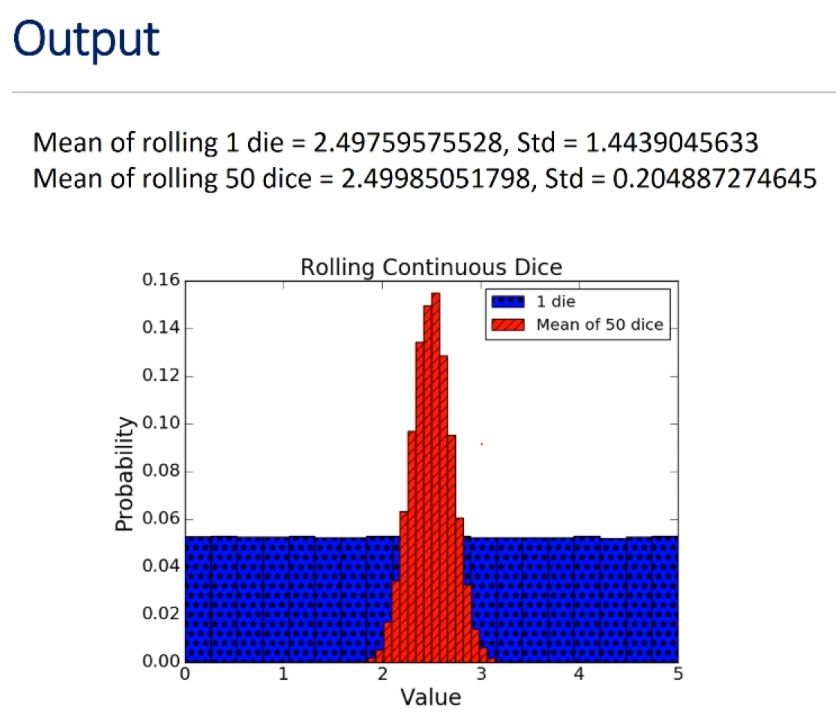 Output
Mean of rolling 1 die = 2.49759575528, Std = 1.4439045633
Mean of rolling 50 dice = 2.49985051798, Std = 0.204887274645
Rolling Continuous Dice
0.16
0.14
0.12
0.10
0.08
0.06
0.04
0.02
0.00
Probability
1 die
Mean of 50 dice
0 1 2 3 4 5
Value